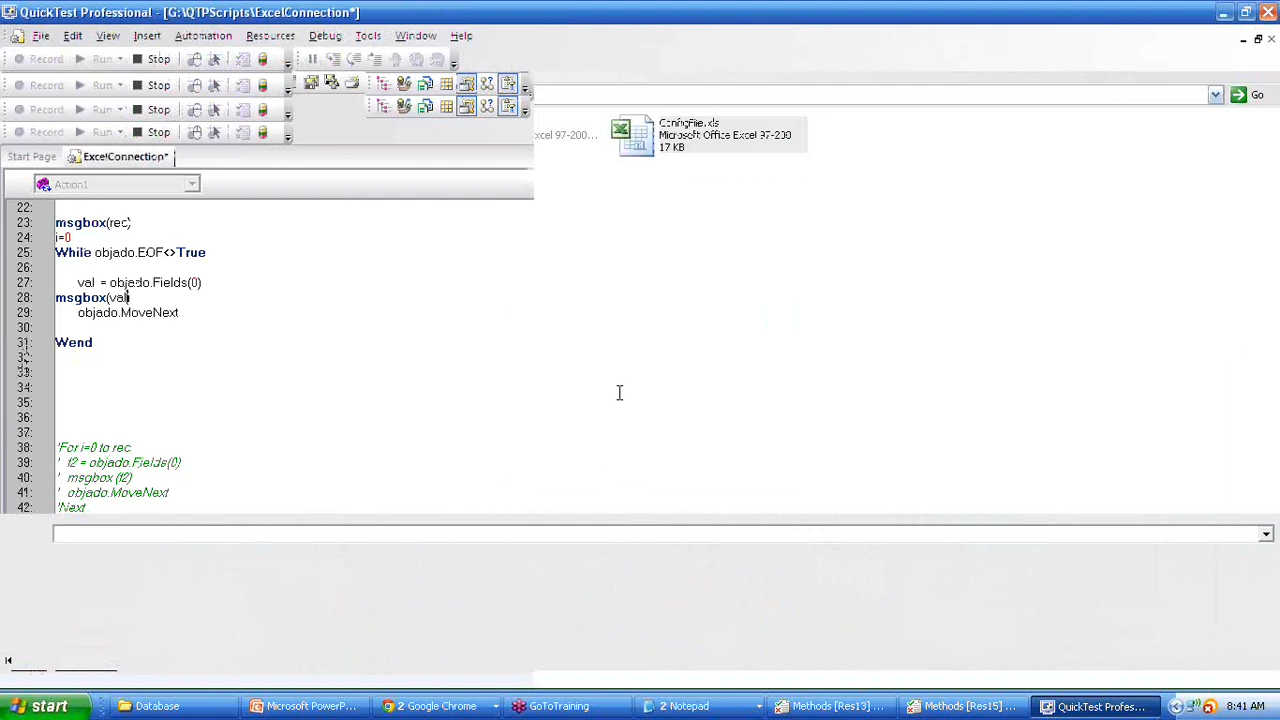 QuickTest Professional - [G:\QTPScripts\ExcelConnection*]
File Edit View Insert Automation Resources Debug Tools Window Help
Record Run Stop
Record Run Stop
Go
Record Run Stop
ConfigFile.xls
Record Run Stop
xcel 97-200...
Microsoft Office Excel 97-200
17 KB
Start Page ExcelConnection*
Action1
22:
23: msgbox(rec)
24: i=0
25: While objado.EOF<>True
26:
27: val = objado.Fields(0)
28: msgbox(val
29: objado.MoveNext
30:
31: Wend
32:
33:
34:
35:
36:
37:
38: 'For i=0 to rec
39: ' f2 = objado.Fields(0)
40: ' msgbox (f2)
41: ' objado.MoveNext
42: 'Next
start Database Microsoft PowerP... 2 Google Chrome GoToTraining 2 Notepad Methods [Res13] ... Methods [Res15] ... QuickTest Profes... 8:41 AM